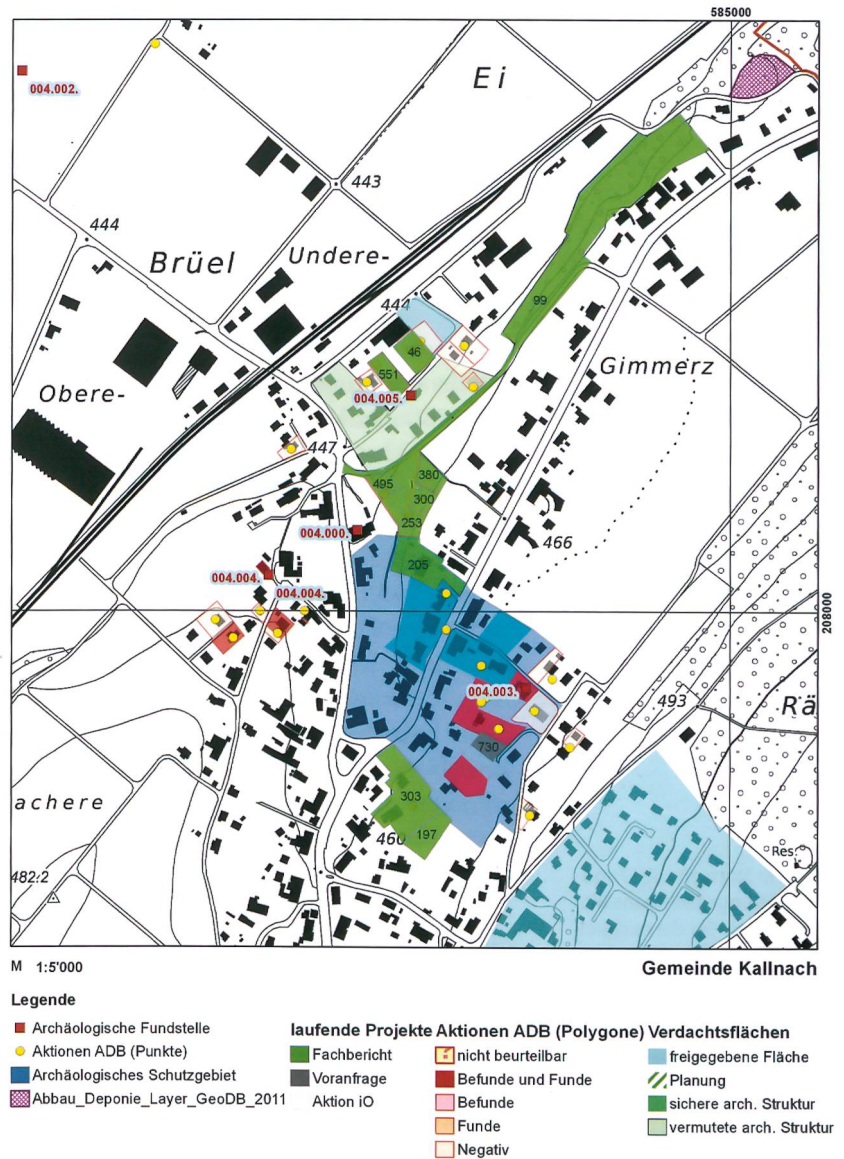 585000
004.002.
Ei
443
444
Brüel
Undere-
444
99
46
551
Gimmerz
004.005.
Obere-
447
380
495
300
253
004.000.
466
205
004.004.
004.004.
208000
004.003.
493
Rä
730
303
achere
460
197
Res.
482.2
M 1:5'000
Gemeinde Kallnach
Legende
Archäologische Fundstelle
Aktionen ADB (Punkte)
Archäologisches Schutzgebiet
Abbau_Deponie_Layer_GeoDB_2011
laufende Projekte
Fachbericht
Voranfrage
Aktion iO
Aktionen ADB (Polygone)
nicht beurteilbar
Befunde und Funde
Befunde
Funde
Negativ
Verdachtsflächen
freigegebene Fläche
Planung
sichere arch. Struktur
vermutete arch. Struktur